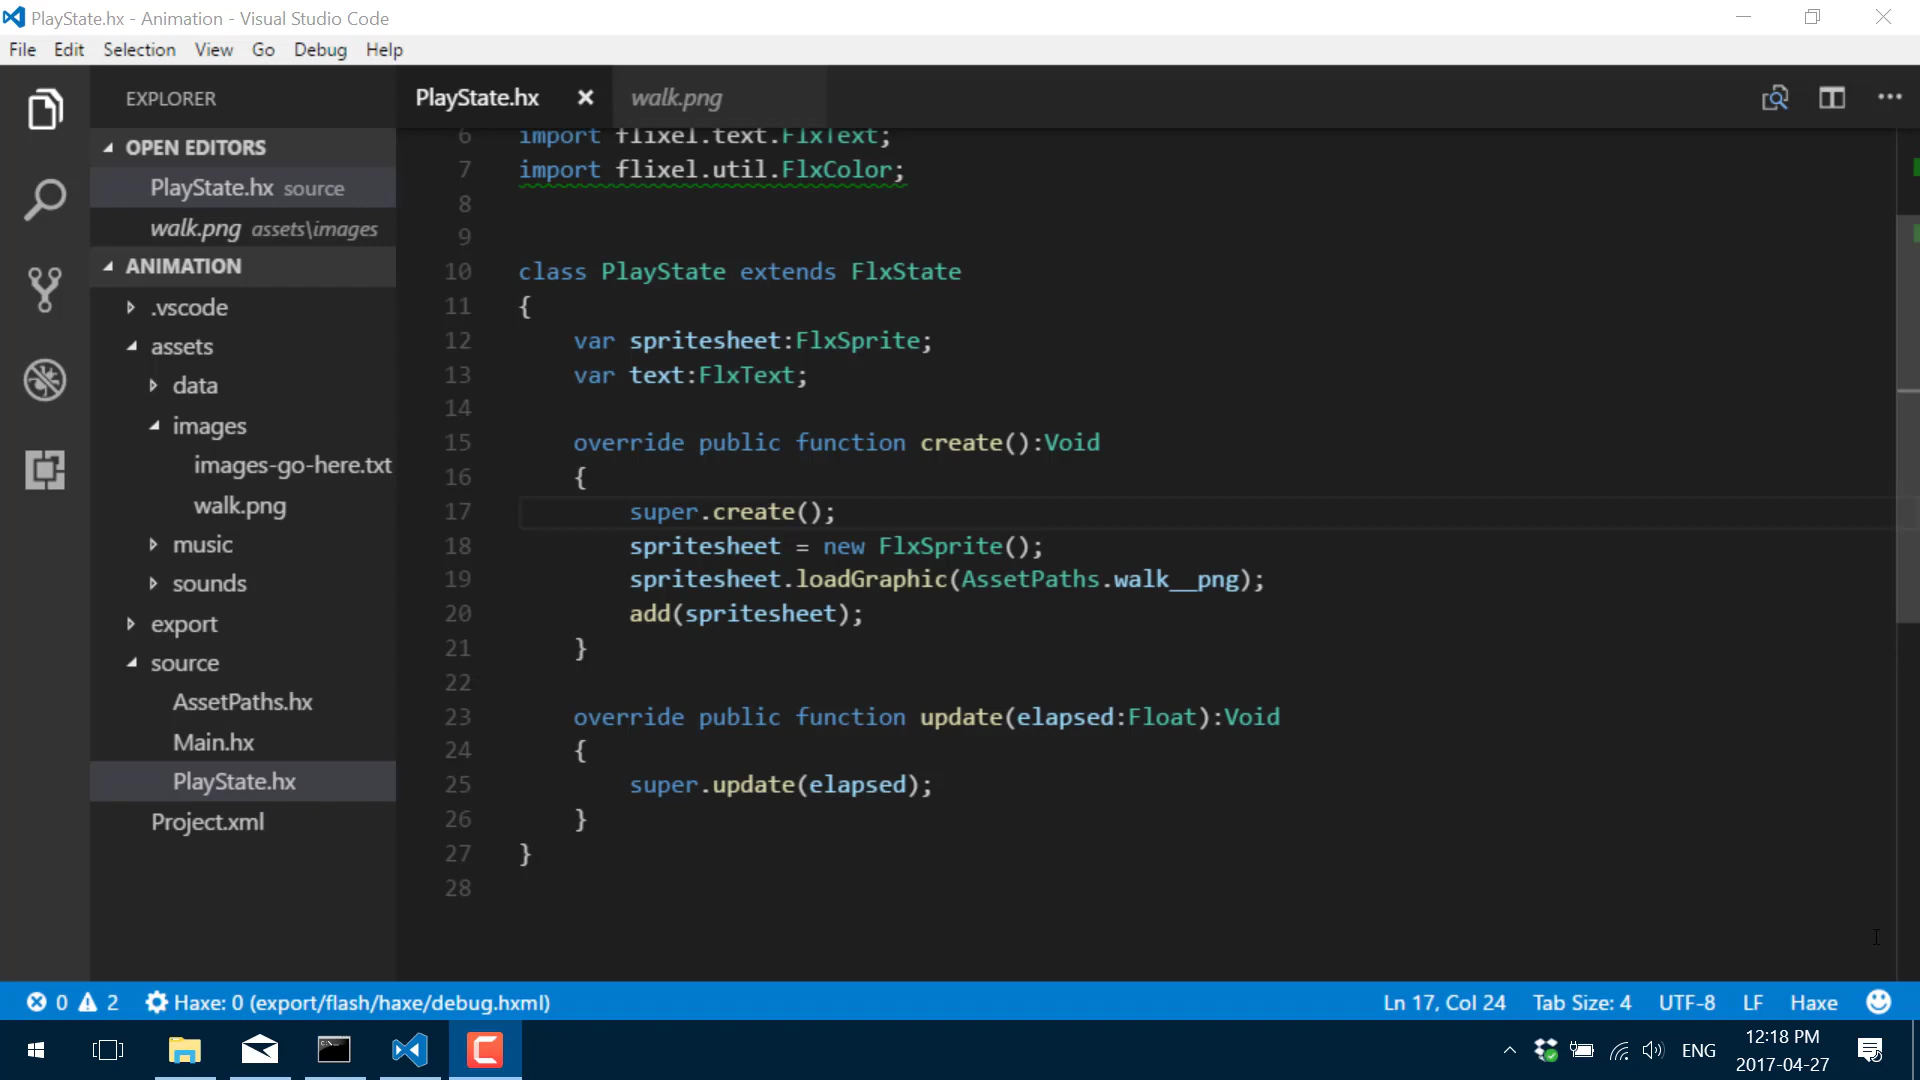 PlayState.hx - Animation - Visual Studio Code
File Edit Selection View Go Debug Help
EXPLORER
OPEN EDITORS
PlayState.hx source
walk.png assets\images
ANIMATION
.vscode
assets
data
images
images-go-here.txt
walk.png
music
sounds
export
source
AssetPaths.hx
Main.hx
PlayState.hx
Project.xml
PlayState.hx walk.png
6 import flixel.text.FlxText;
7 import flixel.util.FlxColor;
8
9
10 class PlayState extends FlxState
11 {
12 var spritesheet:FlxSprite;
13 var text:FlxText;
14
15 override public function create():Void
16 {
17 super.create();
18 spritesheet = new FlxSprite();
19 spritesheet.loadGraphic(AssetPaths.walk__png);
20 add(spritesheet);
21 }
22
23 override public function update(elapsed:Float):Void
24 {
25 super.update(elapsed);
26 }
27 }
28
0 2 Haxe: 0 (export/flash/haxe/debug.hxml) Ln 17, Col 24 Tab Size: 4 UTF-8 LF Haxe
ENG
12:18 PM
2017-04-27